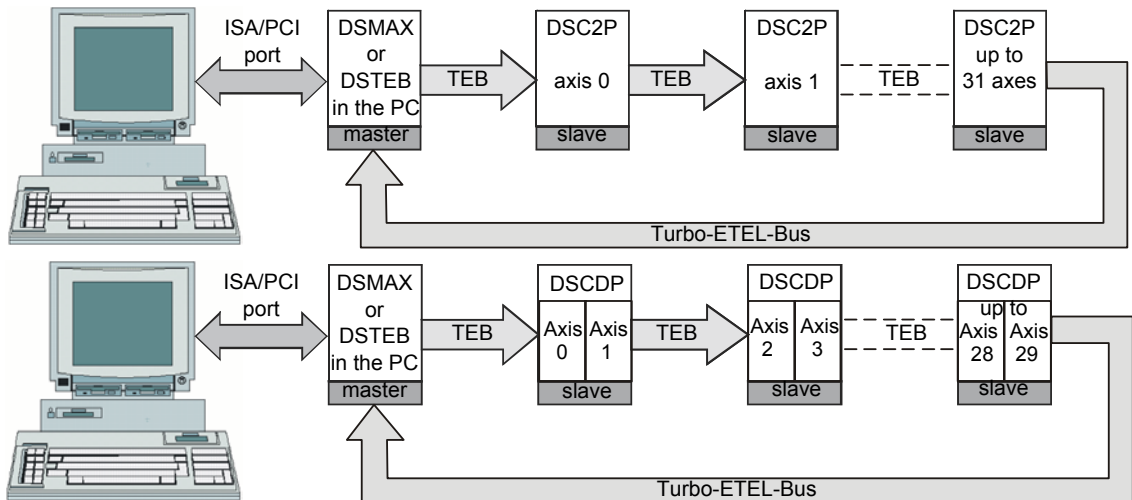 ISA/PCI
port
DSMAX
or
DSTEB
in the PC
master
TEB
DSC2P
axis 0
slave
TEB
DSC2P
axis 1
slave
TEB
DSC2P
up to
31 axes
slave
Turbo-ETEL-Bus
ISA/PCI
port
DSMAX
or
DSTEB
in the PC
master
TEB
DSCDP
Axis
0
Axis
1
slave
TEB
DSCDP
Axis
2
Axis
3
slave
TEB
DSCDP
up to
Axis
28
Axis
29
slave
Turbo-ETEL-Bus